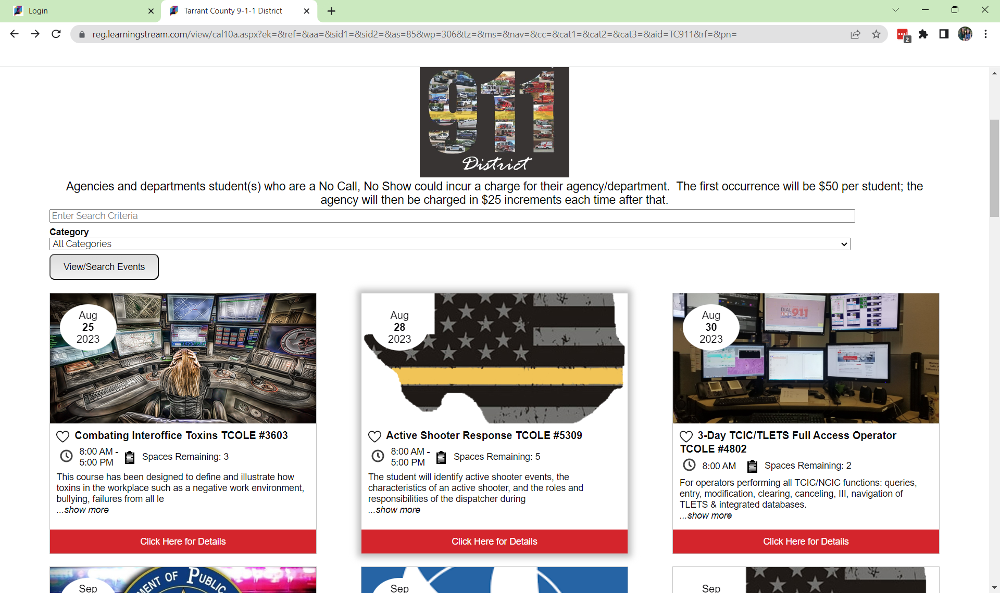 Login
Tarrant County 9-1-1 District
reg.learningstream.com/view/cal10a.aspx?ek=&ref=&aa=&sid1=&sid2=&as=85&wp=306&tz=&ms=&nav=&cc=&cat1=&cat2=&cat3=&aid=TC911&rf=&pn=
2
911
District
Agencies and departments student(s) who are a No Call, No Show could incur a charge for their agency/department.  The first occurrence will be $50 per student; the
agency will then be charged in $25 increments each time after that.
Enter Search Criteria
Category
All Categories
View/Search Events
Aug
25
2023
Combating Interoffice Toxins TCOLE #3603
8:00 AM -
5:00 PM
Spaces Remaining: 3
This course has been designed to define and illustrate how
toxins in the workplace such as a negative work environment,
bullying, failures from all le
...show more
Click Here for Details
Aug
28
2023
Active Shooter Response TCOLE #5309
8:00 AM -
5:00 PM
Spaces Remaining: 5
The student will identify active shooter events, the
characteristics of an active shooter, and the roles and
responsibilities of the dispatcher during
...show more
Click Here for Details
Aug
30
2023
DIAL 911
3-Day TCIC/TLETS Full Access Operator
TCOLE #4802
8:00 AM
Spaces Remaining: 2
For operators performing all TCIC/NCIC functions: queries,
entry, modification, clearing, canceling, III, navigation of
TLETS & integrated databases.
...show more
Click Here for Details
Sep
MENT OF PUBLIC
Sep
Sep